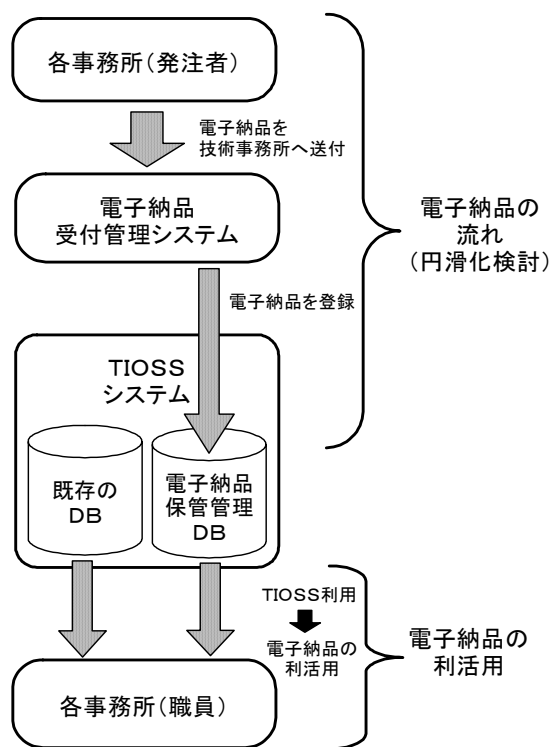 各事務所(発注者)
電子納品を
技術事務所へ送付
電子納品
受付管理システム
電子納品の
流れ
(円滑化検討)
電子納品を登録
TIOSS
システム
既存の
DB
電子納品
保管管理
DB
TIOSS利用
電子納品の
利活用
電子納品の
利活用
各事務所(職員)